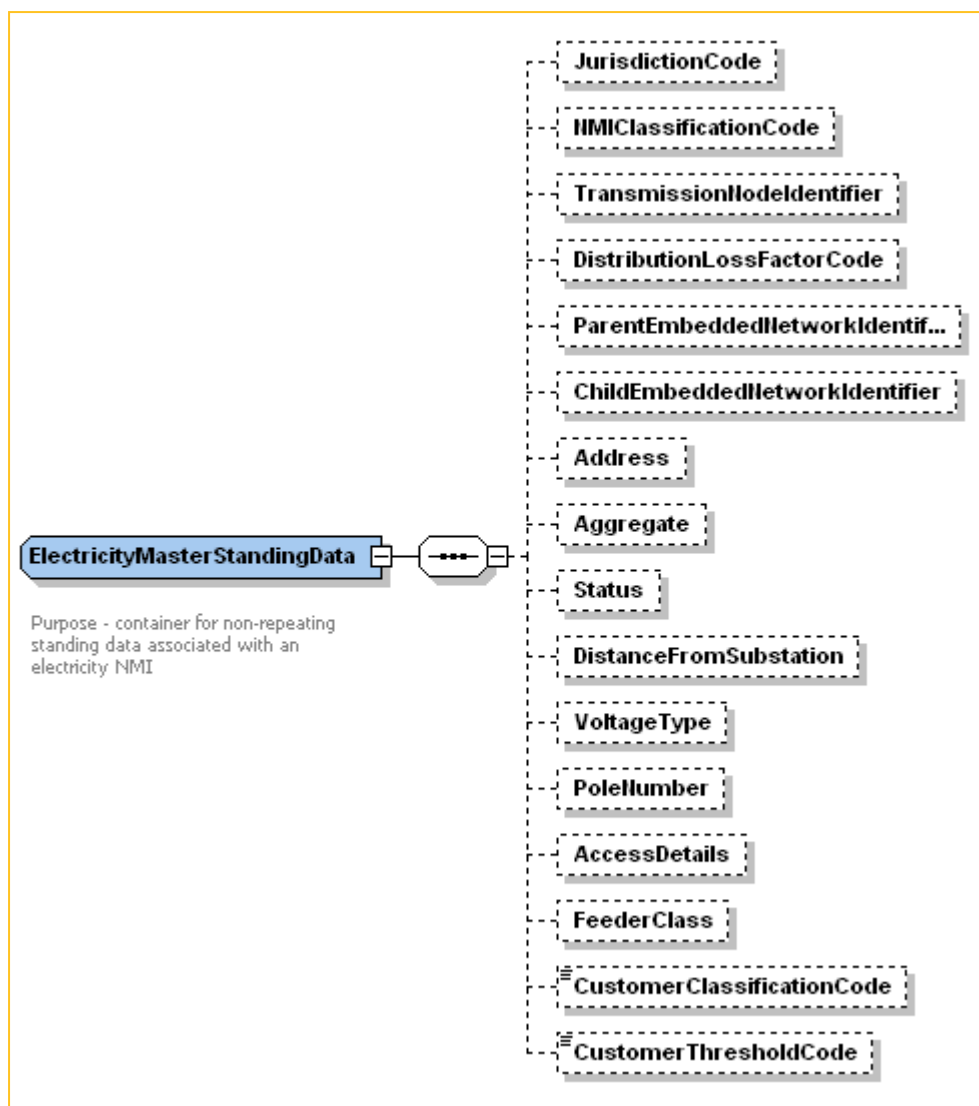 JurisdictionCode
NMIClassificationCode
TransmissionNodeIdentifier
DistributionLossFactorCode
ParentEmbeddedNetworkIdentif...
ChildEmbeddedNetworkIdentifier
Address
Aggregate
ElectricityMasterStandingData
Purpose - container for non-repeating
standing data associated with an
electricity NMI
Status
DistanceFromSubstation
VoltageType
PoleNumber
AccessDetails
FeederClass
CustomerClassificationCode
CustomerThresholdCode